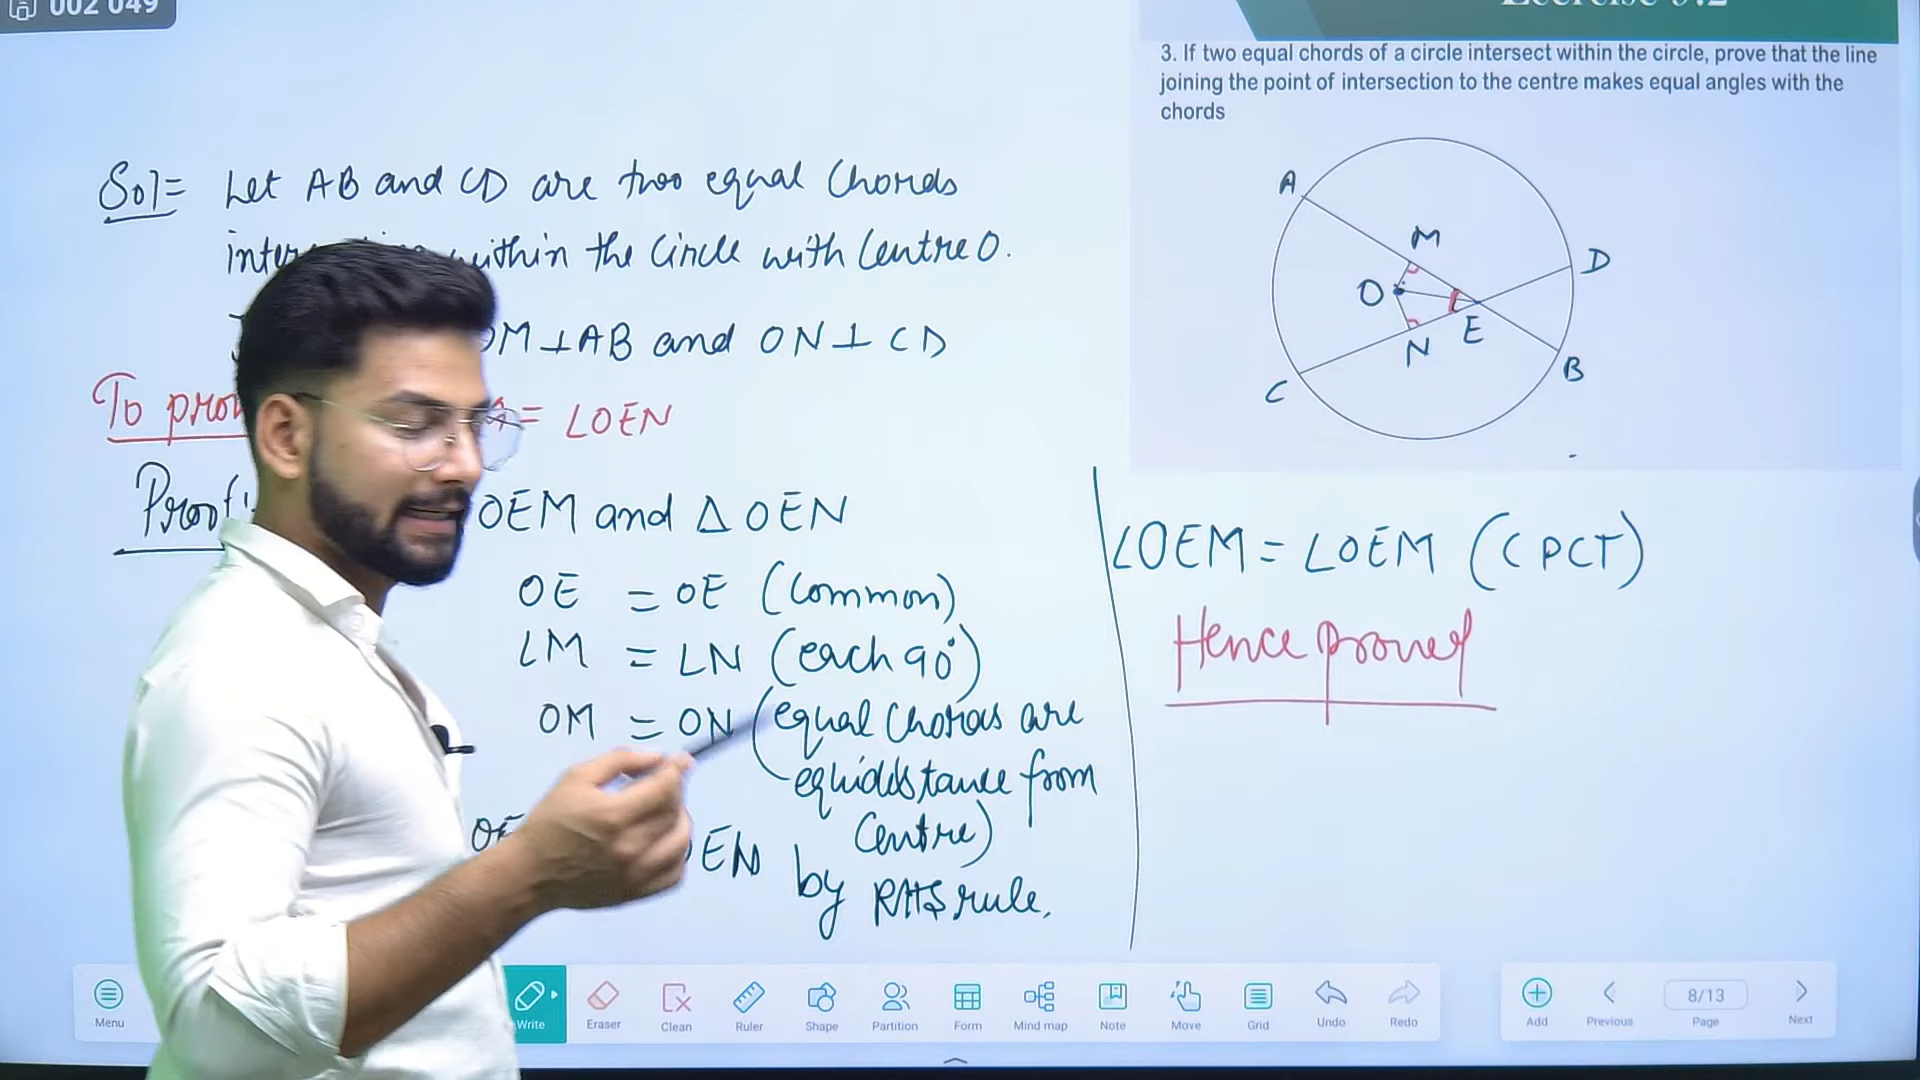 002 049
Exercise 9.2
3. If two equal chords of a circle intersect within the circle, prove that the line
joining the point of intersection to the centre makes equal angles with the
chords
A
M
D
O
E
N
B
C
Sol= Let AB and CD are two equal Chords
within the Circle with Centre O.
OM⊥AB and ON⊥CD
To = ∠OEN
Proof: OEM and △OEN
OE = OE (Common)
∠M = ∠N (each 90°)
OM = ON (equal Chords are
equidistance from
Centre)
by RHS rule.
∠OEM = ∠OEM (CPCT)
Hence proved
Menu
Write
Eraser
Clean
Ruler
Shape
Partition
Form
Mind map
Note
Move
Grid
Undo
Redo
Add
Previous
8/13
Page
Next